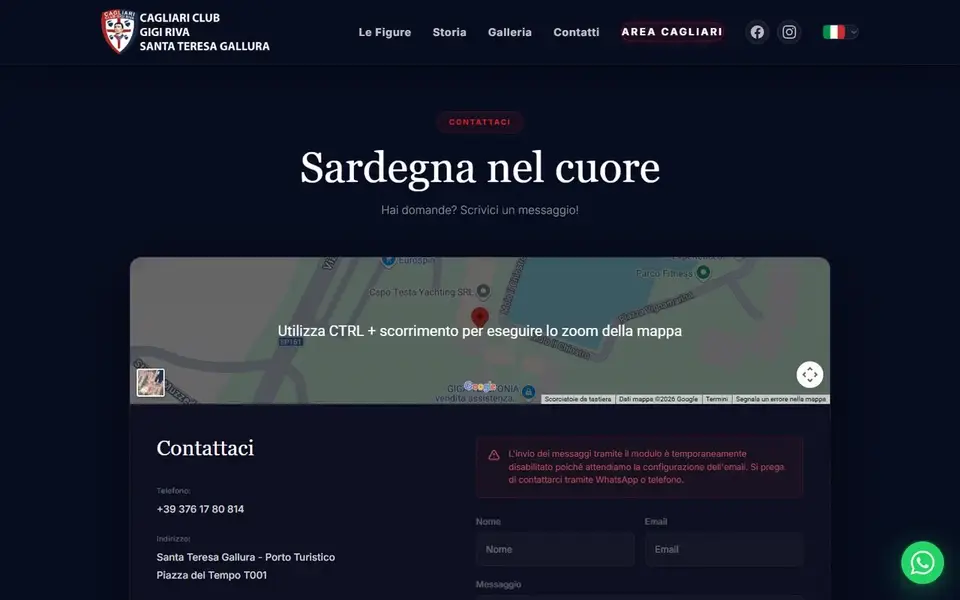 CAGLIARI
CAGLIARI CLUB
GIGI RIVA
SANTA TERESA GALLURA
Le Figure
Storia
Galleria
Contatti
AREA CAGLIARI
CONTATTACI
Sardegna nel cuore
Hai domande? Scrivici un messaggio!
Eurospin
Parco Fitness
Capo Testa Yachting SRL
Utilizza CTRL + scorrimento per eseguire lo zoom della mappa
SP151
Google
vendita assistenza
Scorciatoie da tastiera
Dati mappa ©2026 Google
Termini
Segnala un errore nella mappa
Contattaci
L'invio dei messaggi tramite il modulo è temporaneamente
disabilitato poiché attendiamo la configurazione dell'email. Si prega
di contattarci tramite WhatsApp o telefono.
Telefono:
+39 376 17 80 814
Indirizzo:
Santa Teresa Gallura - Porto Turistico
Piazza del Tempo T001
Nome
Email
Nome
Email
Messaggio